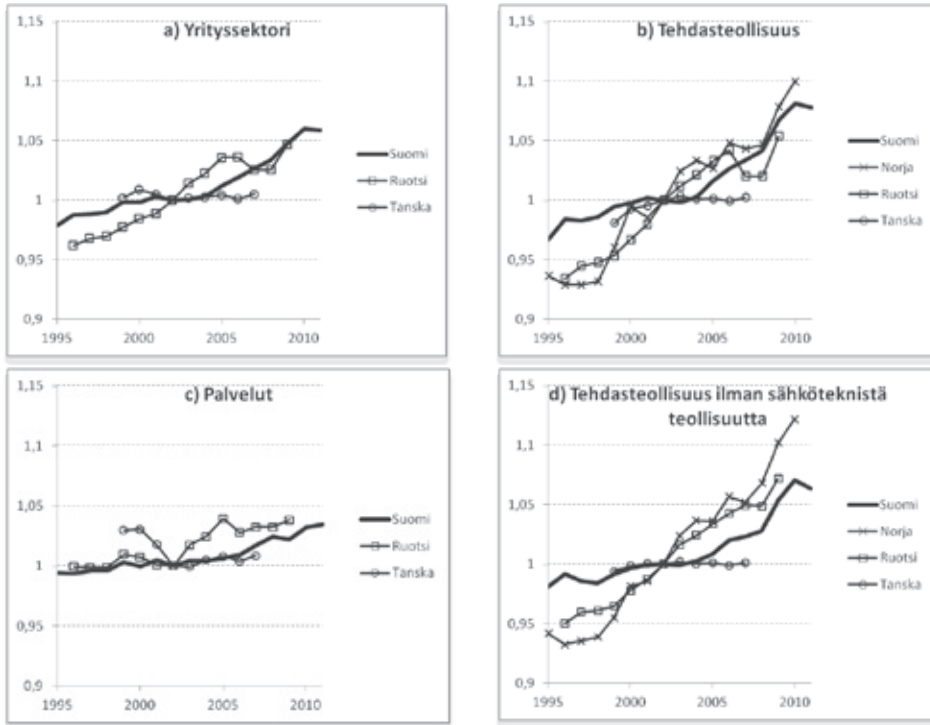 a) Yrityssektori
1,15
1,1
1,05
1
0,95
0,9
1995
2000
2005
2010
Suomi
Ruotsi
Tanska
b) Tehdasteollisuus
1,15
1,1
1,05
1
0,95
0,9
1995
2000
2005
2010
Suomi
Norja
Ruotsi
Tanska
c) Palvelut
1,15
1,1
1,05
1
0,95
0,9
1995
2000
2005
2010
Suomi
Ruotsi
Tanska
d) Tehdasteollisuus ilman sähköteknistä
teollisuutta
1,15
1,1
1,05
1
0,95
0,9
1995
2000
2005
2010
Suomi
Norja
Ruotsi
Tanska